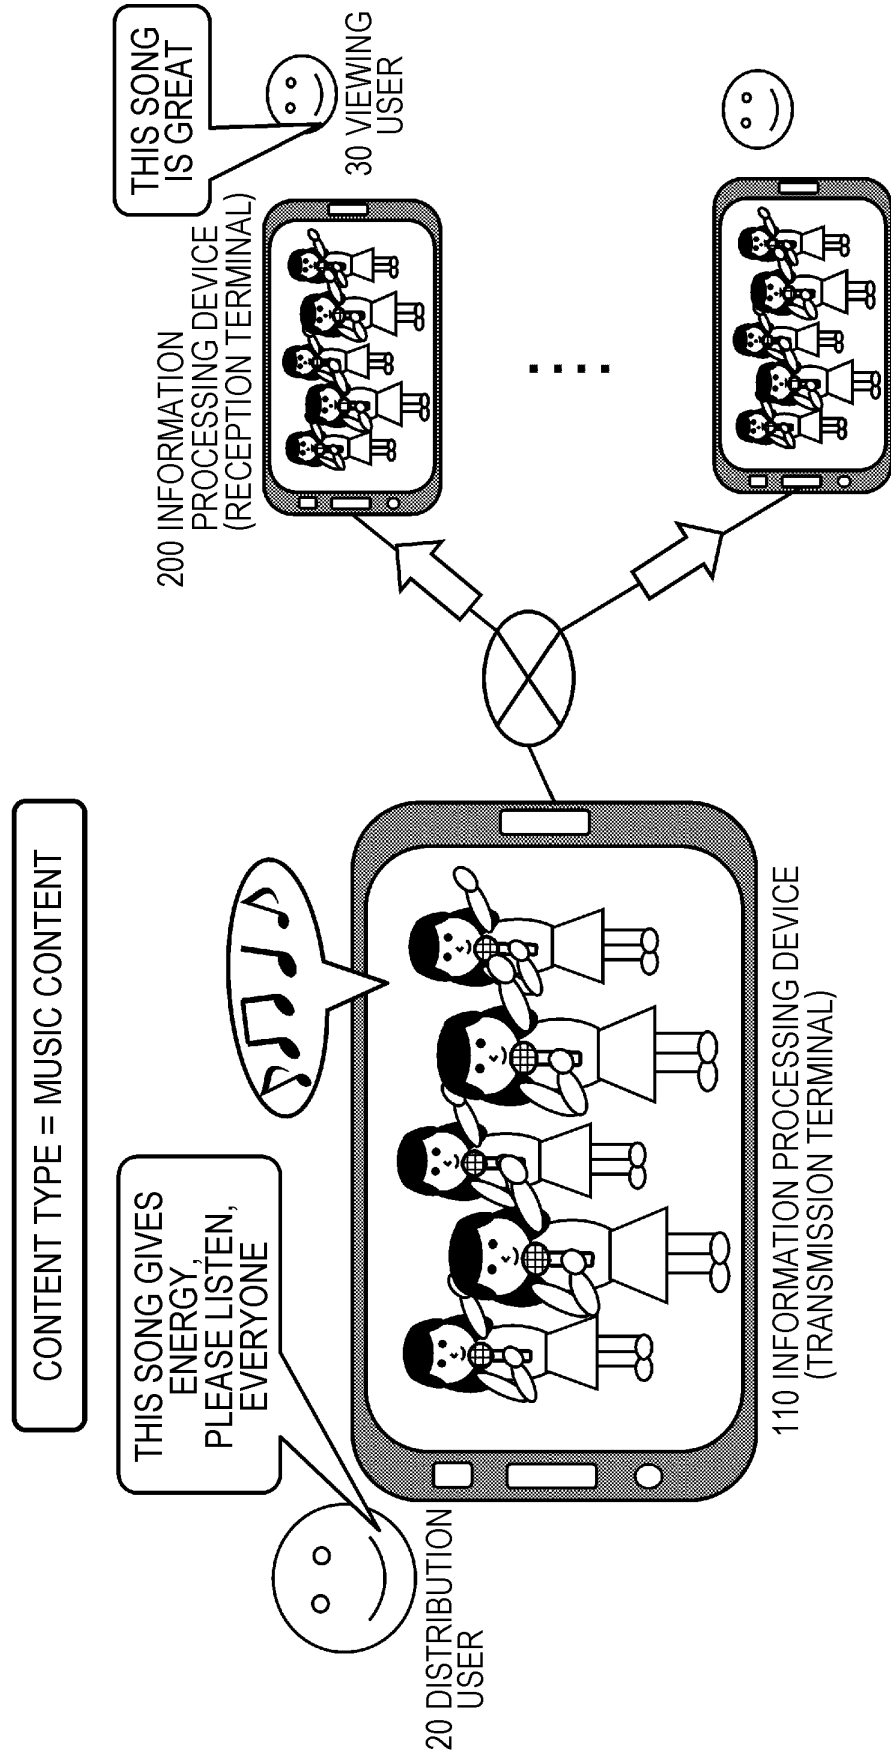 CONTENT TYPE = MUSIC CONTENT
THIS SONG GIVES
ENERGY,
PLEASE LISTEN,
EVERYONE
20 DISTRIBUTION
USER
110 INFORMATION PROCESSING DEVICE
(TRANSMISSION TERMINAL)
200 INFORMATION
PROCESSING DEVICE
(RECEPTION TERMINAL)
THIS SONG
IS GREAT
30 VIEWING
USER